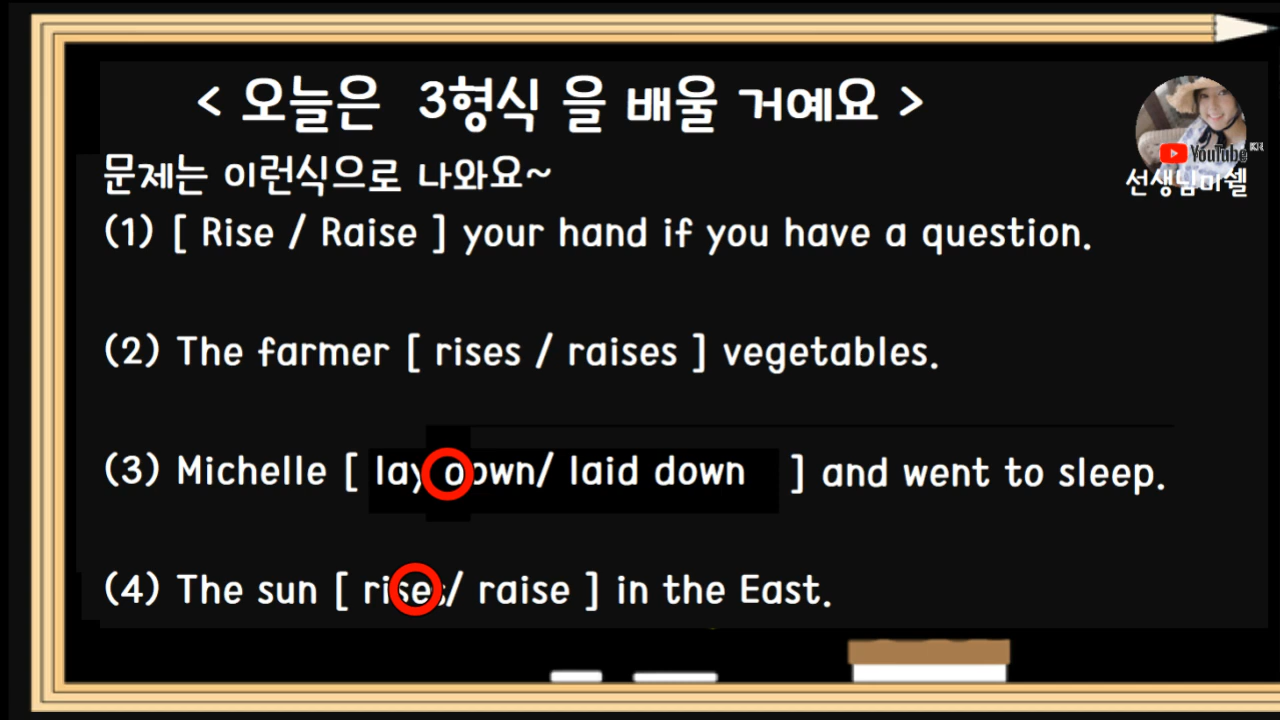 < 오늘은 3형식 을 배울 거예요 >
YouTube KR
선생님미쉘
문제는 이런식으로 나와요~
(1) [ Rise / Raise ] your hand if you have a question.
(2) The farmer [ rises / raises ] vegetables.
(3) Michelle [ lay down/ laid down ] and went to sleep.
(4) The sun [ rises/ raise ] in the East.